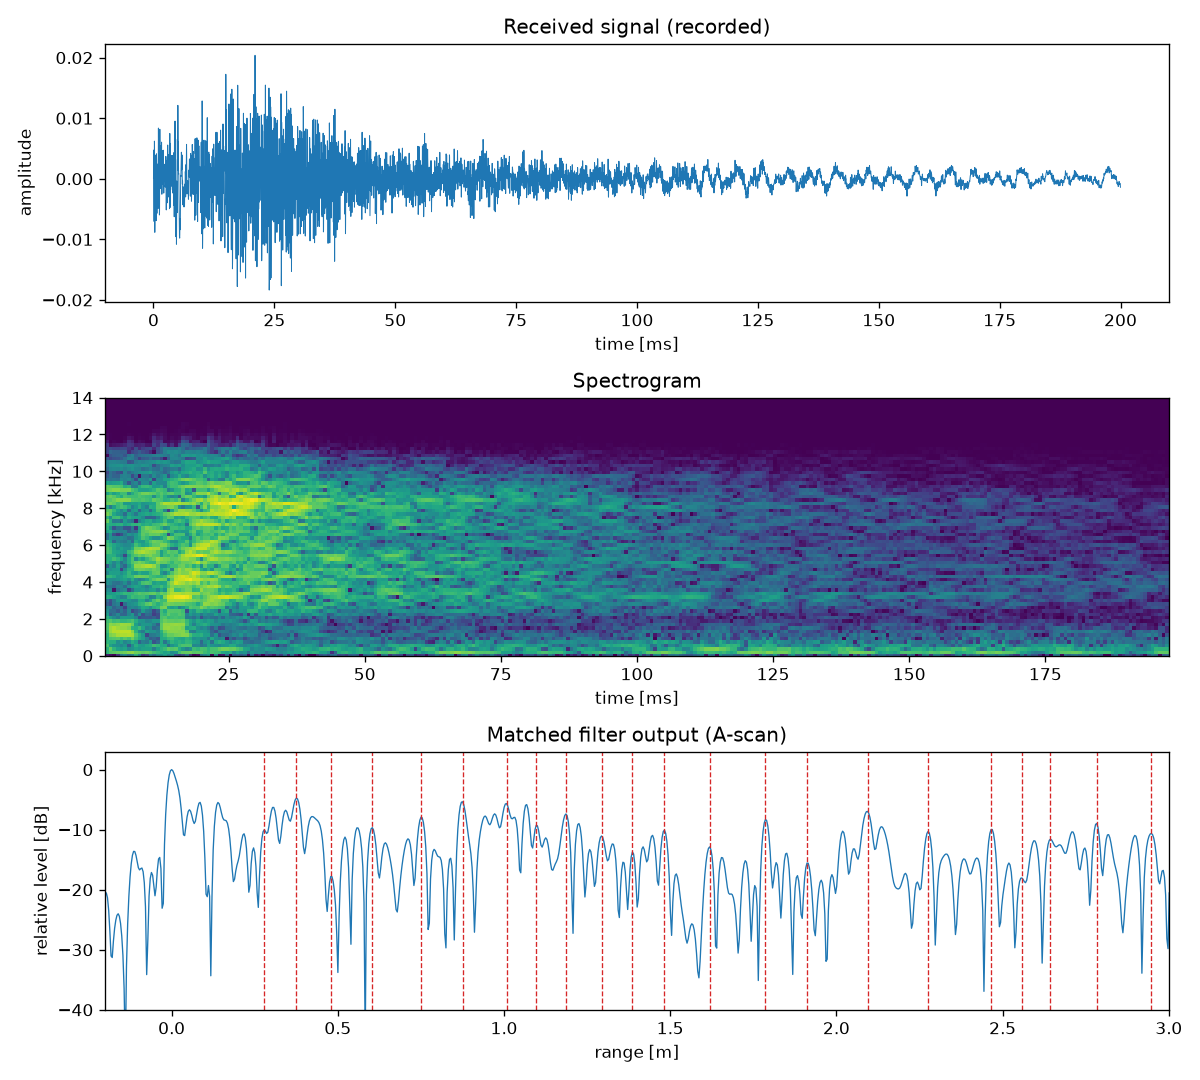 Received signal (recorded)
amplitude
0.02
0.01
0.00
−0.01
−0.02
0 25 50 75 100 125 150 175 200
time [ms]
Spectrogram
frequency [kHz]
14
12
10
8
6
4
2
0
25 50 75 100 125 150 175
time [ms]
Matched filter output (A-scan)
relative level [dB]
0
−10
−20
−30
−40
0.0 0.5 1.0 1.5 2.0 2.5 3.0
range [m]